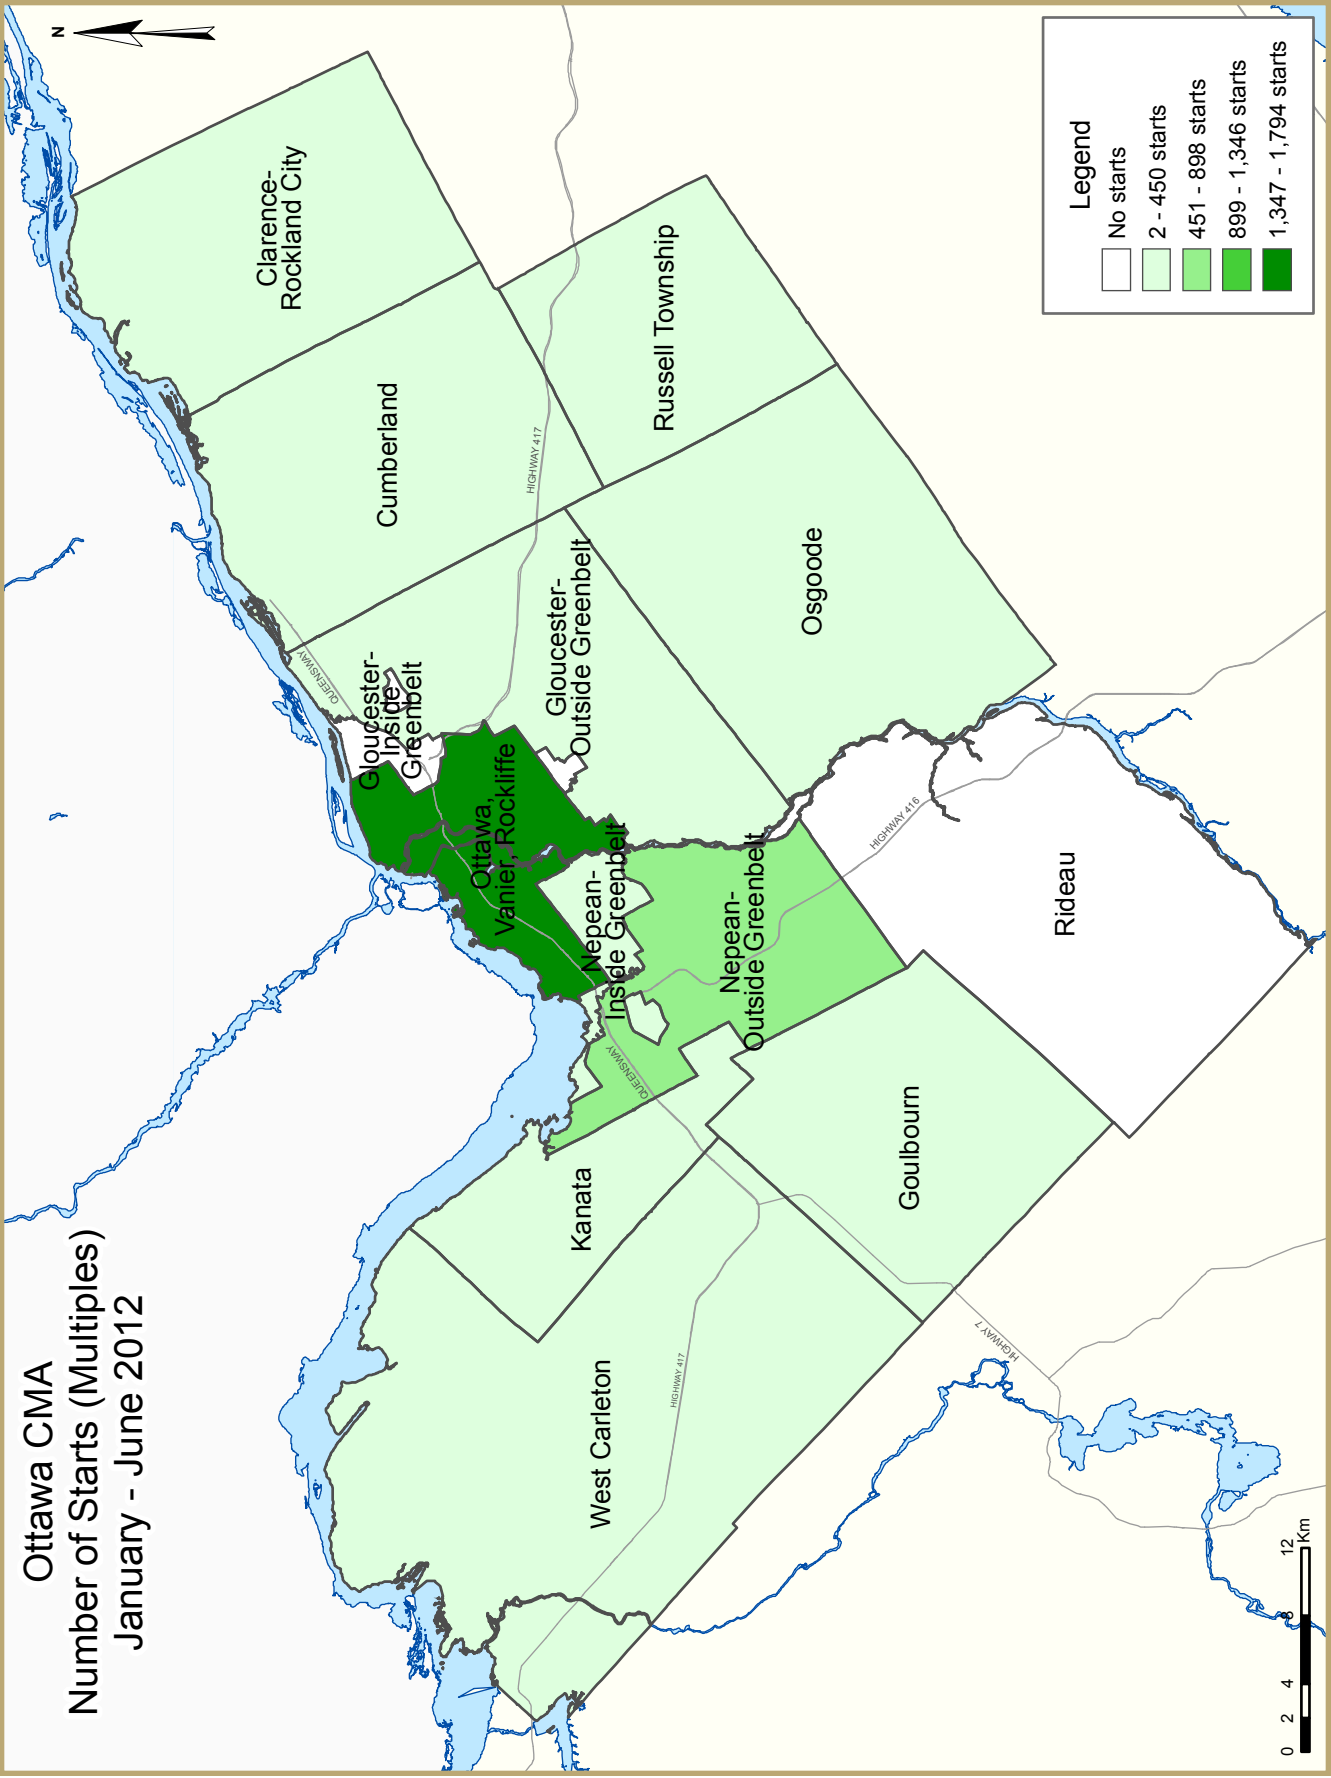 Ottawa CMA
Number of Starts (Multiples)
January - June 2012
N
Clarence-
Rockland City
Cumberland
Russell Township
HIGHWAY 417
QUEENSWAY
Gloucester-
Inside
Greenbelt
Gloucester-
Outside Greenbelt
Osgoode
Ottawa,
Vanier, Rockliffe
Nepean-
Inside Greenbelt
Nepean-
Outside Greenbelt
HIGHWAY 416
Rideau
QUEENSWAY
Kanata
Goulbourn
West Carleton
HIGHWAY 417
HIGHWAY 7
Legend
No starts
2 - 450 starts
451 - 898 starts
899 - 1,346 starts
1,347 - 1,794 starts
0 2 4 8 12
Km